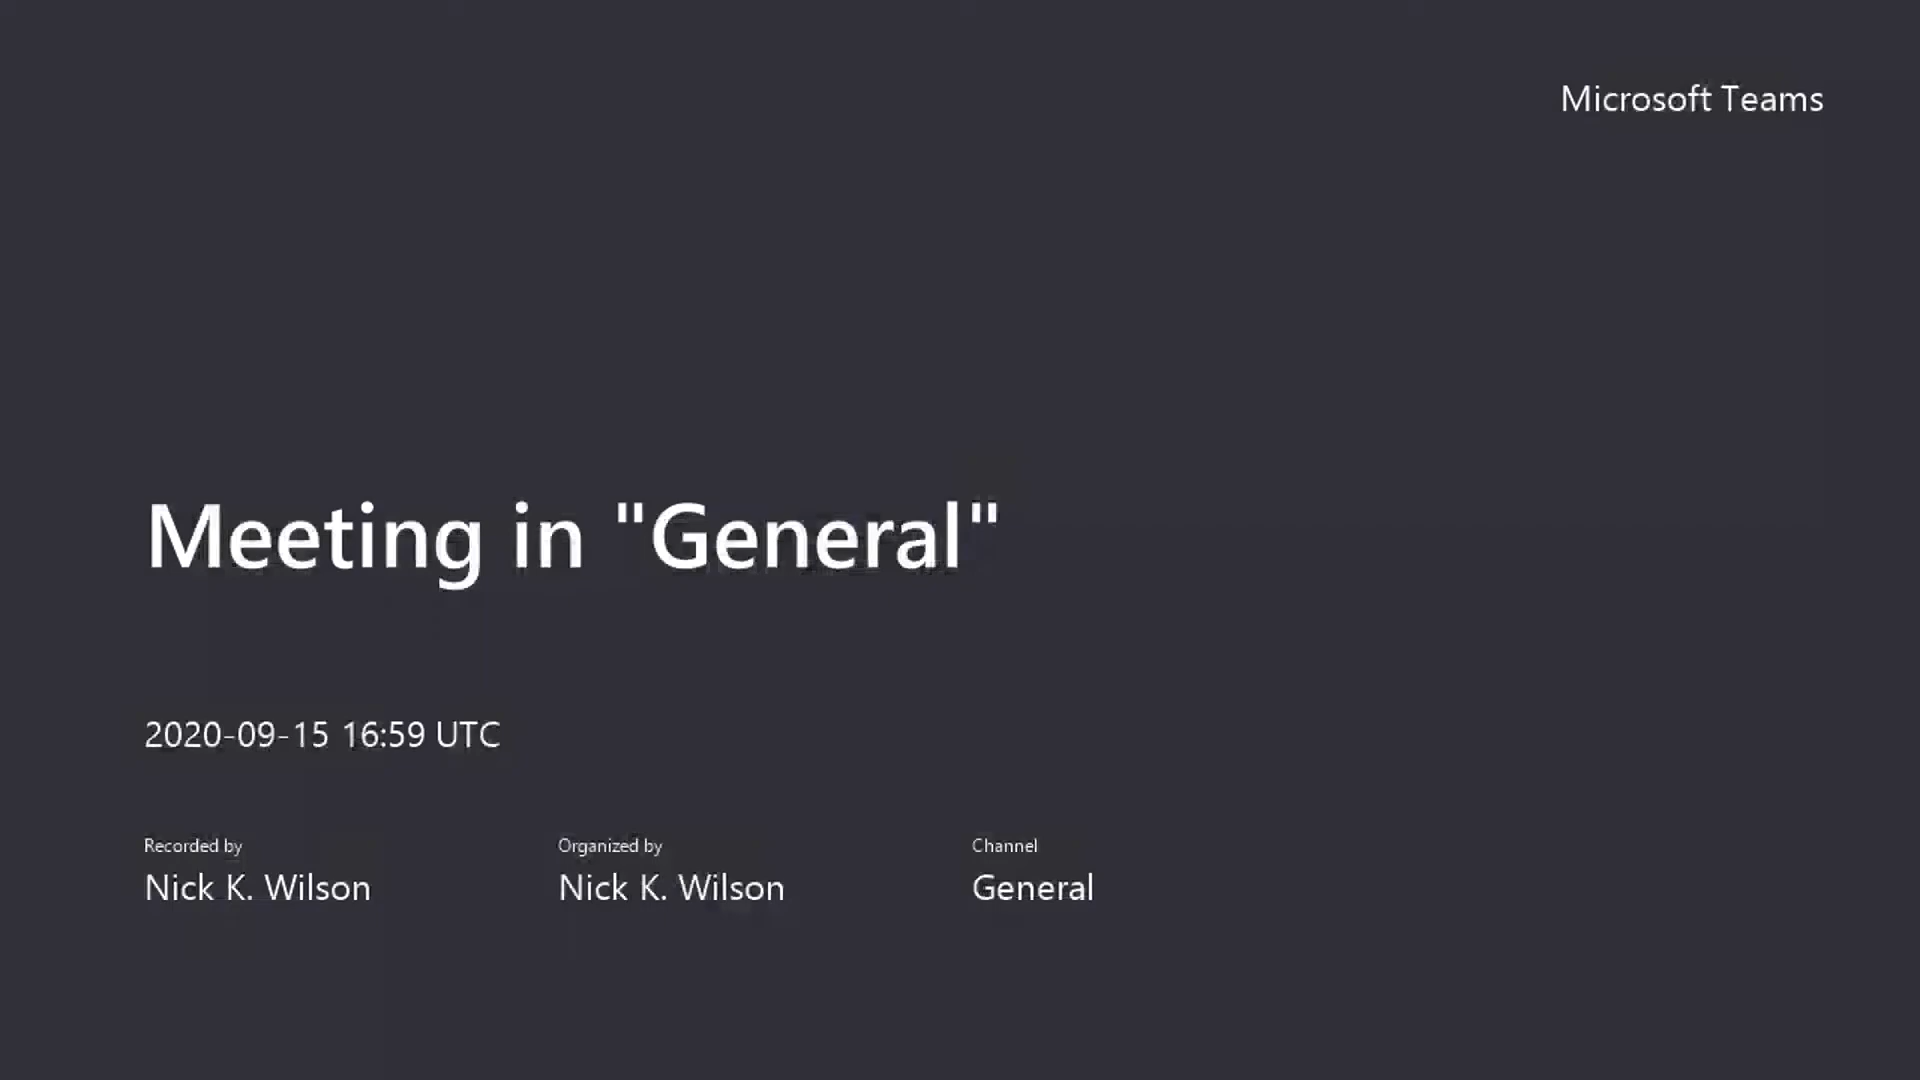 Microsoft Teams
Meeting in "General"
2020-09-15 16:59 UTC
Recorded by
Nick K. Wilson
Organized by
Nick K. Wilson
Channel
General